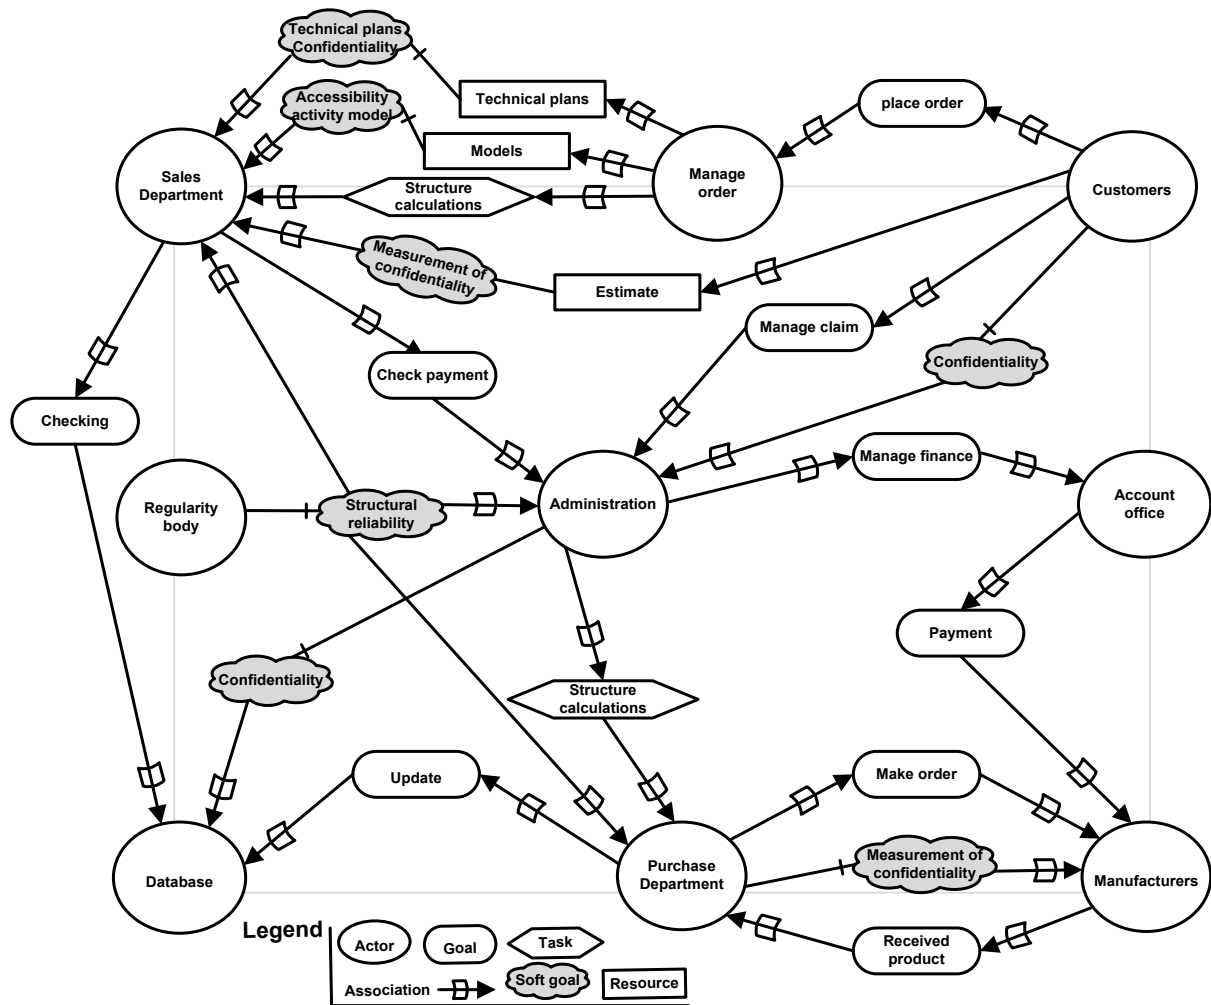 Technical plans
Confidentiality
Accessibility
activity model
Technical plans
place order
Models
Sales
Department
Structure
calculations
Manage
order
Customers
Measurement of
confidentiality
Estimate
Manage claim
Check payment
Confidentiality
Checking
Manage finance
Regularity
body
Structural
reliability
Administration
Account
office
Payment
Confidentiality
Structure
calculations
Update
Make order
Database
Purchase
Department
Measurement of
confidentiality
Manufacturers
Received
product
Legend
Actor
Goal
Task
Association
Soft goal
Resource